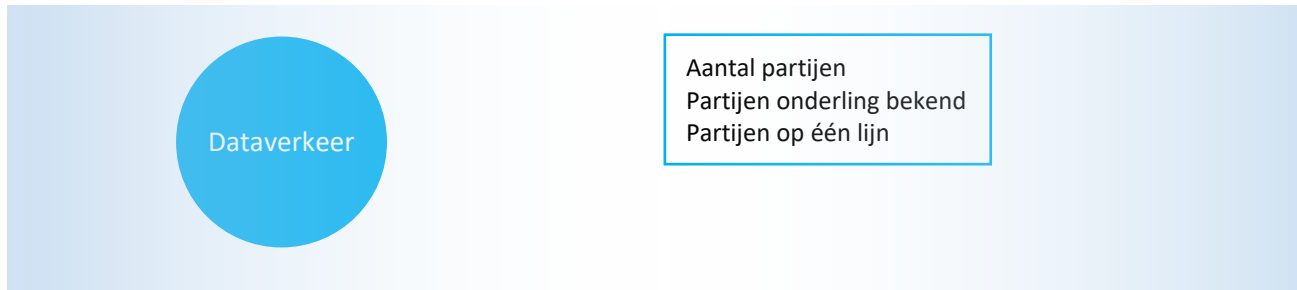 Dataverkeer
Aantal partijen
Partijen onderling bekend
Partijen op één lijn